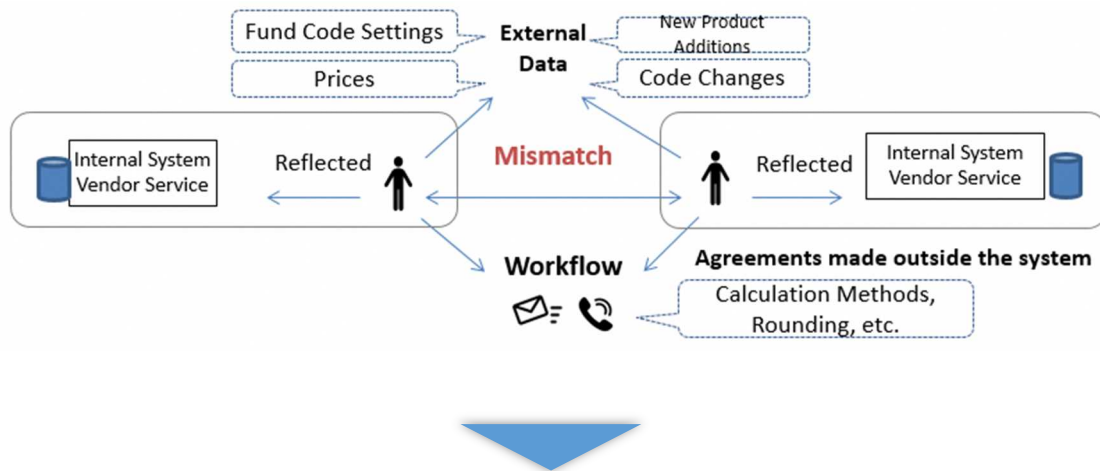 Fund Code Settings
External
Data
New Product
Additions
Prices
Code Changes
Internal System
Vendor Service
Reflected
Mismatch
Reflected
Internal System
Vendor Service
Workflow
Agreements made outside the system
Calculation Methods,
Rounding, etc.